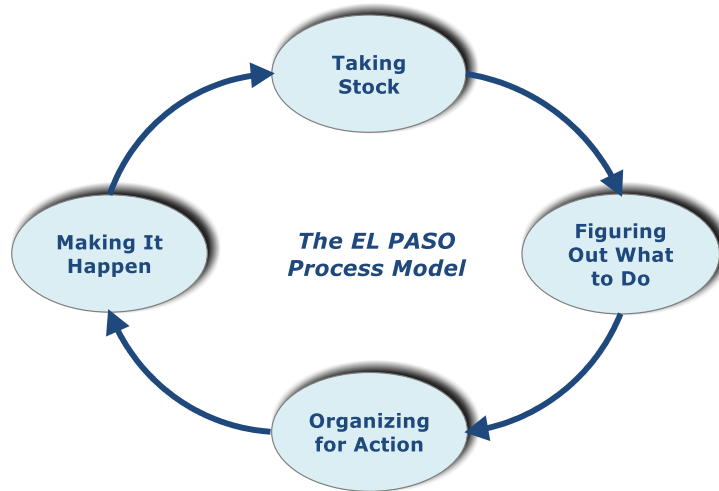 Taking
Stock
Figuring
Out What
to Do
Organizing
for Action
Making It
Happen
The EL PASO
Process Model